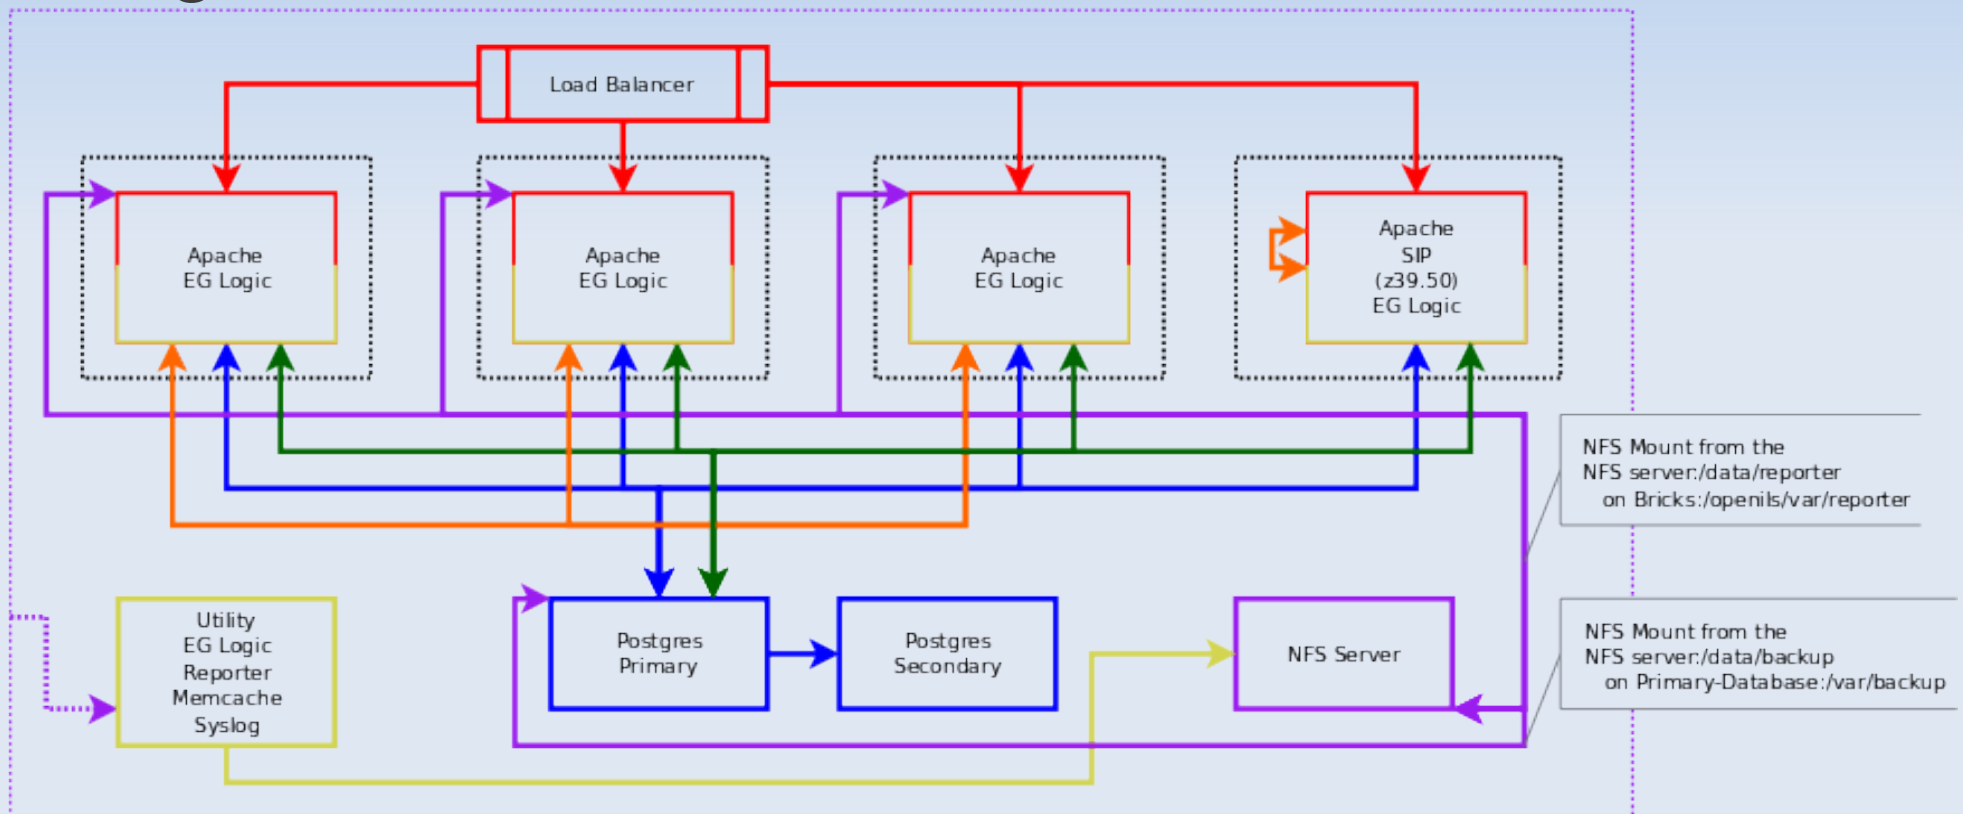 Load Balancer
Apache
EG Logic
Apache
EG Logic
Apache
EG Logic
Apache
SIP
(z39.50)
EG Logic
NFS Mount from the
NFS server:/data/reporter
on Bricks:/openils/var/reporter
Utility
EG Logic
Reporter
Memcache
Syslog
Postgres
Primary
Postgres
Secondary
NFS Server
NFS Mount from the
NFS server:/data/backup
on Primary-Database:/var/backup